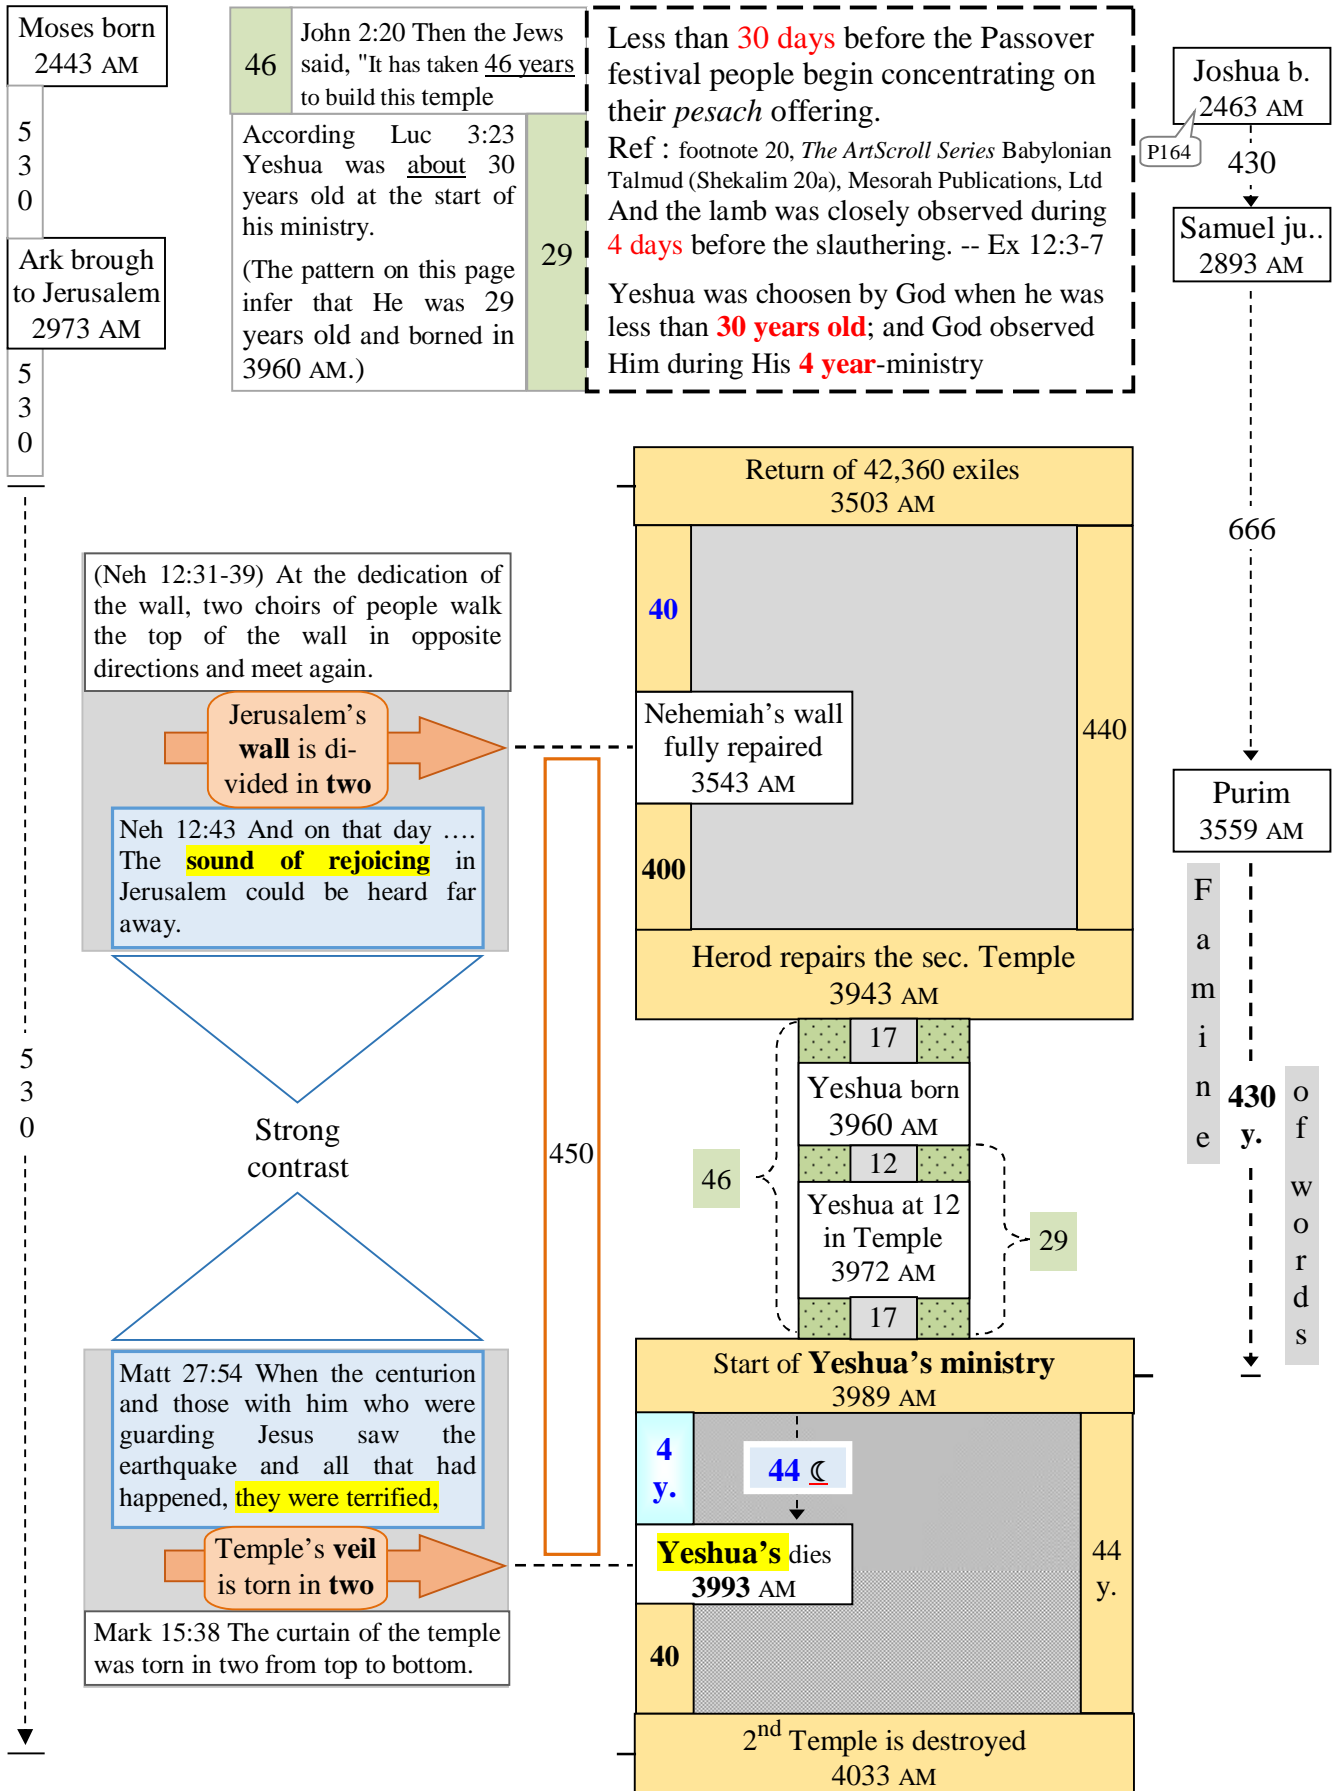 Moses born
2443 AM
5
3
0
Ark brough
to Jerusalem
2973 AM
5
3
0
5
3
0
46
John 2:20 Then the Jews
said, "It has taken 46 years
to build this temple
According Luc 3:23
Yeshua was about 30
years old at the start of
his ministry.
(The pattern on this page
infer that He was 29
years old and borned in
3960 AM.)
29
Less than 30 days before the Passover
festival people begin concentrating on
their pesach offering.
Ref : footnote 20, The ArtScroll Series Babylonian
Talmud (Shekalim 20a), Mesorah Publications, Ltd
And the lamb was closely observed during
4 days before the slauthering. -- Ex 12:3-7
Yeshua was choosen by God when he was
less than 30 years old; and God observed
Him during His 4 year-ministry
Joshua b.
2463 AM
P164
430
Samuel ju..
2893 AM
666
Purim
3559 AM
F
a
m
i
n
e
430
y.
o
f
w
o
r
d
s
(Neh 12:31-39) At the dedication of
the wall, two choirs of people walk
the top of the wall in opposite
directions and meet again.
Jerusalem’s
wall is di-
vided in two
Neh 12:43 And on that day ….
The sound of rejoicing in
Jerusalem could be heard far
away.
Strong
contrast
Matt 27:54 When the centurion
and those with him who were
guarding Jesus saw the
earthquake and all that had
happened, they were terrified,
Temple’s veil
is torn in two
Mark 15:38 The curtain of the temple
was torn in two from top to bottom.
450
Return of 42,360 exiles
3503 AM
40
Nehemiah’s wall
fully repaired
3543 AM
440
400
Herod repairs the sec. Temple
3943 AM
17
Yeshua born
3960 AM
12
46
Yeshua at 12
in Temple
3972 AM
29
17
Start of Yeshua’s ministry
3989 AM
4
y.
44 ☾
Yeshua’s dies
3993 AM
44
y.
40
2nd Temple is destroyed
4033 AM